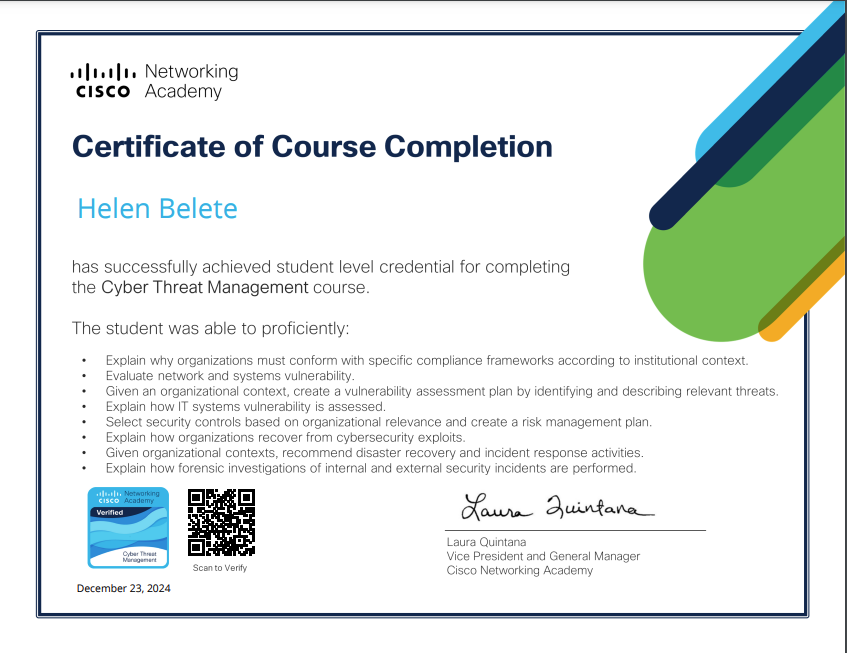 Networking
CISCO Academy
Certificate of Course Completion
Helen Belete
has successfully achieved student level credential for completing
the Cyber Threat Management course.
The student was able to proficiently:
• Explain why organizations must conform with specific compliance frameworks according to institutional context.
• Evaluate network and systems vulnerability.
• Given an organizational context, create a vulnerability assessment plan by identifying and describing relevant threats.
• Explain how IT systems vulnerability is assessed.
• Select security controls based on organizational relevance and create a risk management plan.
• Explain how organizations recover from cybersecurity exploits.
• Given organizational contexts, recommend disaster recovery and incident response activities.
• Explain how forensic investigations of internal and external security incidents are performed.
Networking
CISCO Academy
Verified
Cyber Threat
Management
Scan to Verify
December 23, 2024
Laura Quintana
Laura Quintana
Vice President and General Manager
Cisco Networking Academy